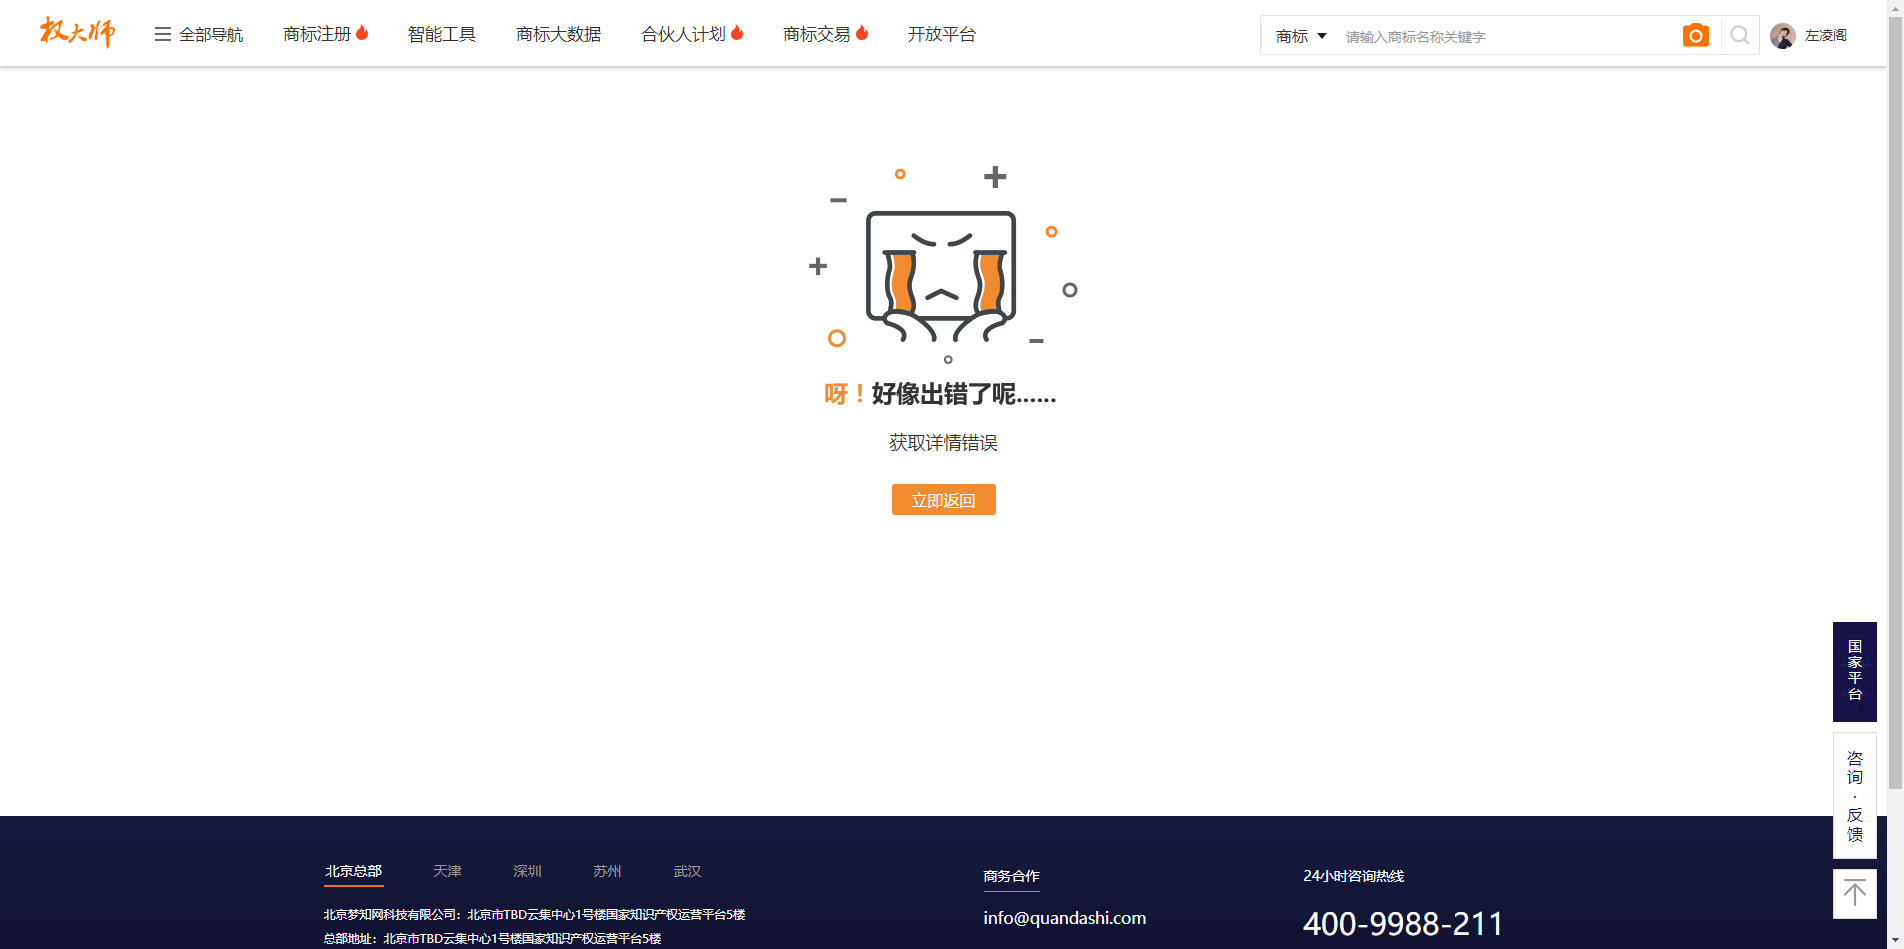 权大师
全部导航 商标注册 智能工具 商标大数据 合伙人计划 商标交易 开放平台 商标 请输入商标名称关键字 左凌阁
呀！好像出错了呢......
获取详情错误
立即返回
国家平台
咨询·反馈
北京总部 天津 深圳 苏州 武汉
北京梦知网科技有限公司：北京市TBD云集中心1号楼国家知识产权运营平台5楼
总部地址：北京市TBD云集中心1号楼国家知识产权运营平台5楼
商务合作
info@quandashi.com
24小时咨询热线
400-9988-211